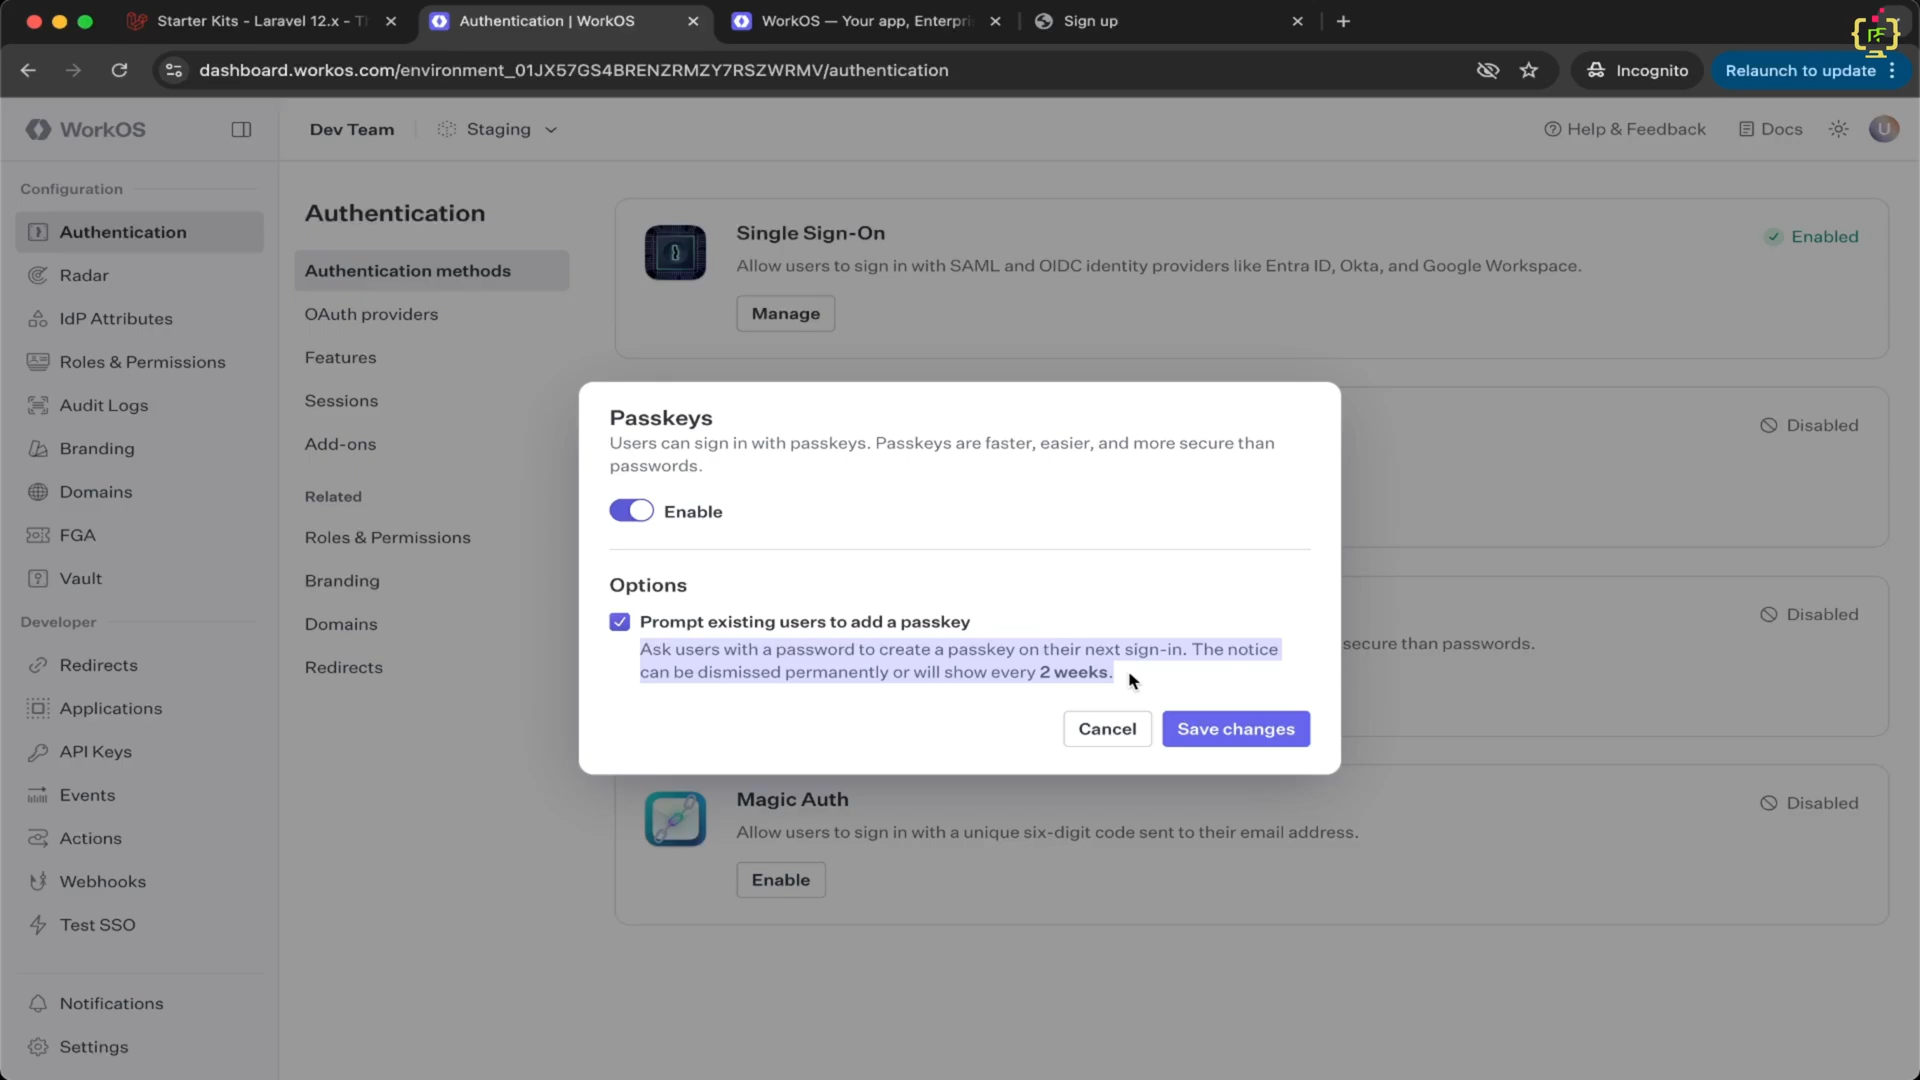 Starter Kits - Laravel 12.x - Th
Authentication | WorkOS
WorkOS — Your app, Enterpri
Sign up
dashboard.workos.com/environment_01JX57GS4BRENZRMZY7RSZWRMV/authentication
Incognito
Relaunch to update
WorkOS
Dev Team
Staging
Help & Feedback
Docs
U
Configuration
Authentication
Radar
IdP Attributes
Roles & Permissions
Audit Logs
Branding
Domains
FGA
Vault
Developer
Redirects
Applications
API Keys
Events
Actions
Webhooks
Test SSO
Notifications
Settings
Authentication
Authentication methods
OAuth providers
Features
Sessions
Add-ons
Related
Roles & Permissions
Branding
Domains
Redirects
Single Sign-On
Enabled
Allow users to sign in with SAML and OIDC identity providers like Entra ID, Okta, and Google Workspace.
Manage
Disabled
Disabled
secure than passwords.
Passkeys
Users can sign in with passkeys. Passkeys are faster, easier, and more secure than
passwords.
Enable
Options
Prompt existing users to add a passkey
Ask users with a password to create a passkey on their next sign-in. The notice
can be dismissed permanently or will show every 2 weeks.
Cancel
Save changes
Magic Auth
Disabled
Allow users to sign in with a unique six-digit code sent to their email address.
Enable